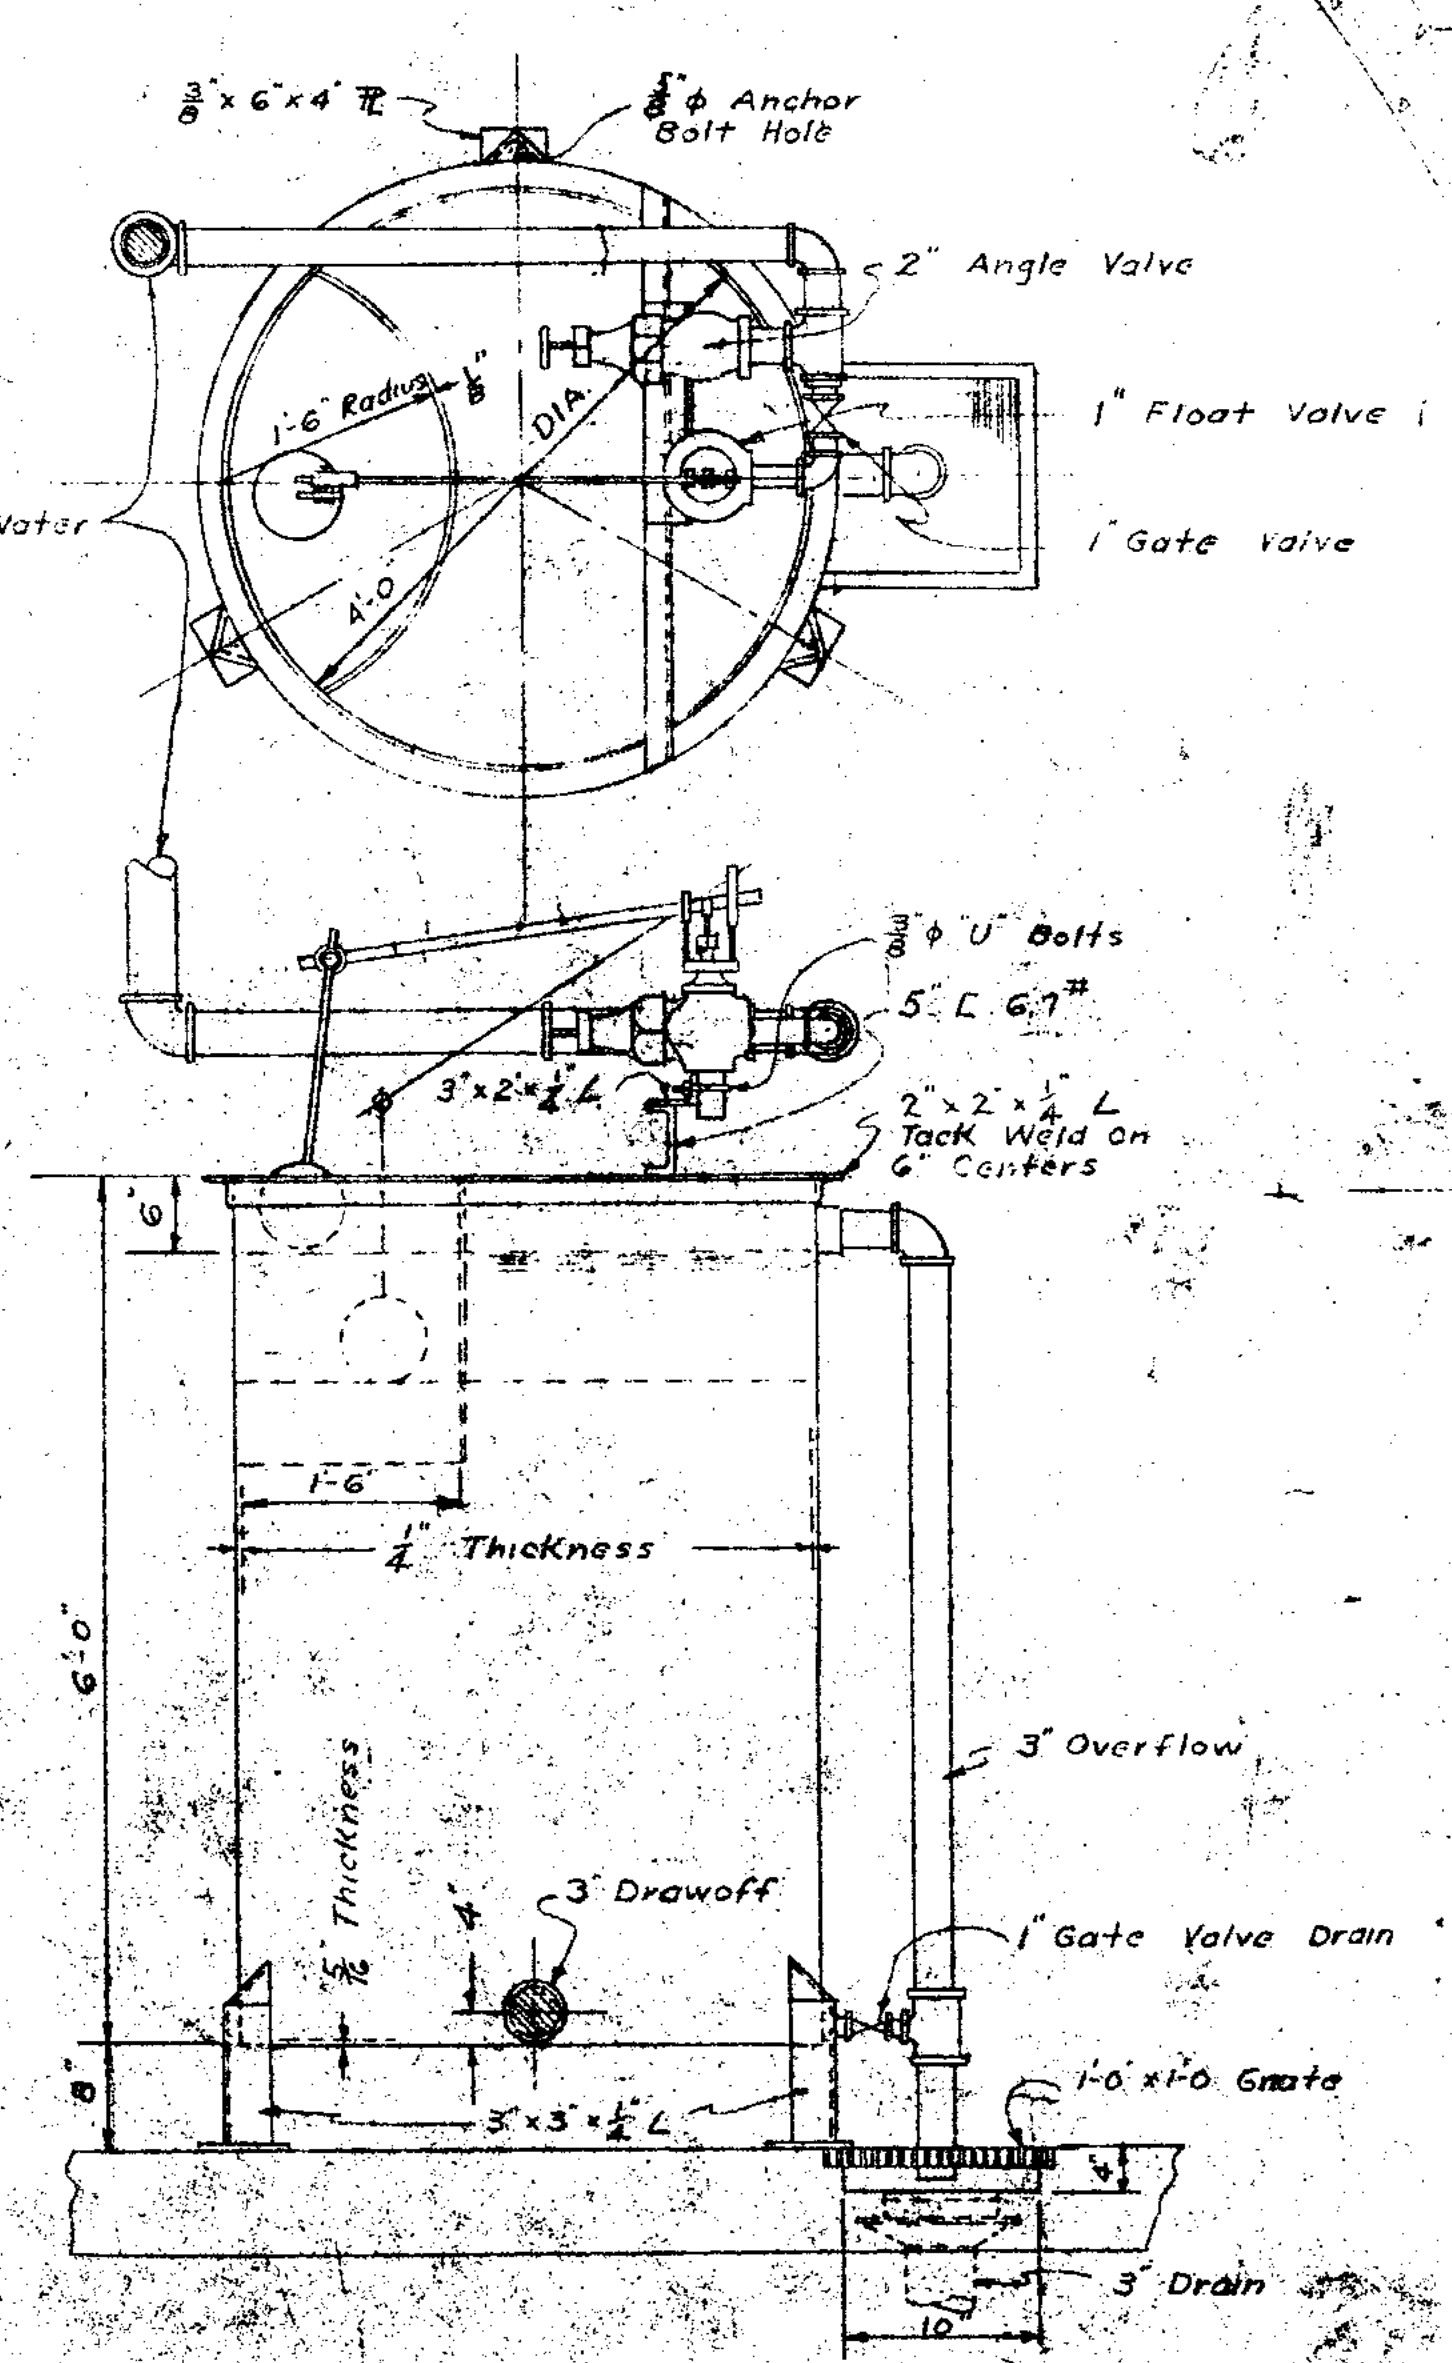 3/8" x 6" x 4" PL
5/8" φ Anchor
Bolt Hole
2" Angle Valve
1'-6" Radius
1/8"
DIA.
1" Float Valve
Water
1" Gate Valve
4'-0
3/8" φ "U" Bolts
5" [ 6.7#
3" x 2" x 1/4" L
2" x 2" x 1/4" L
Tack Weld on
6" Centers
6"
1'-6"
1/4" Thickness
6'-0"
3" Overflow
5/16" Thickness
4"
3" Drawoff
1" Gate Valve Drain
8"
1'-0" x 1'-0 Grate
3" x 3" x 1/4" L
4"
3" Drain
10